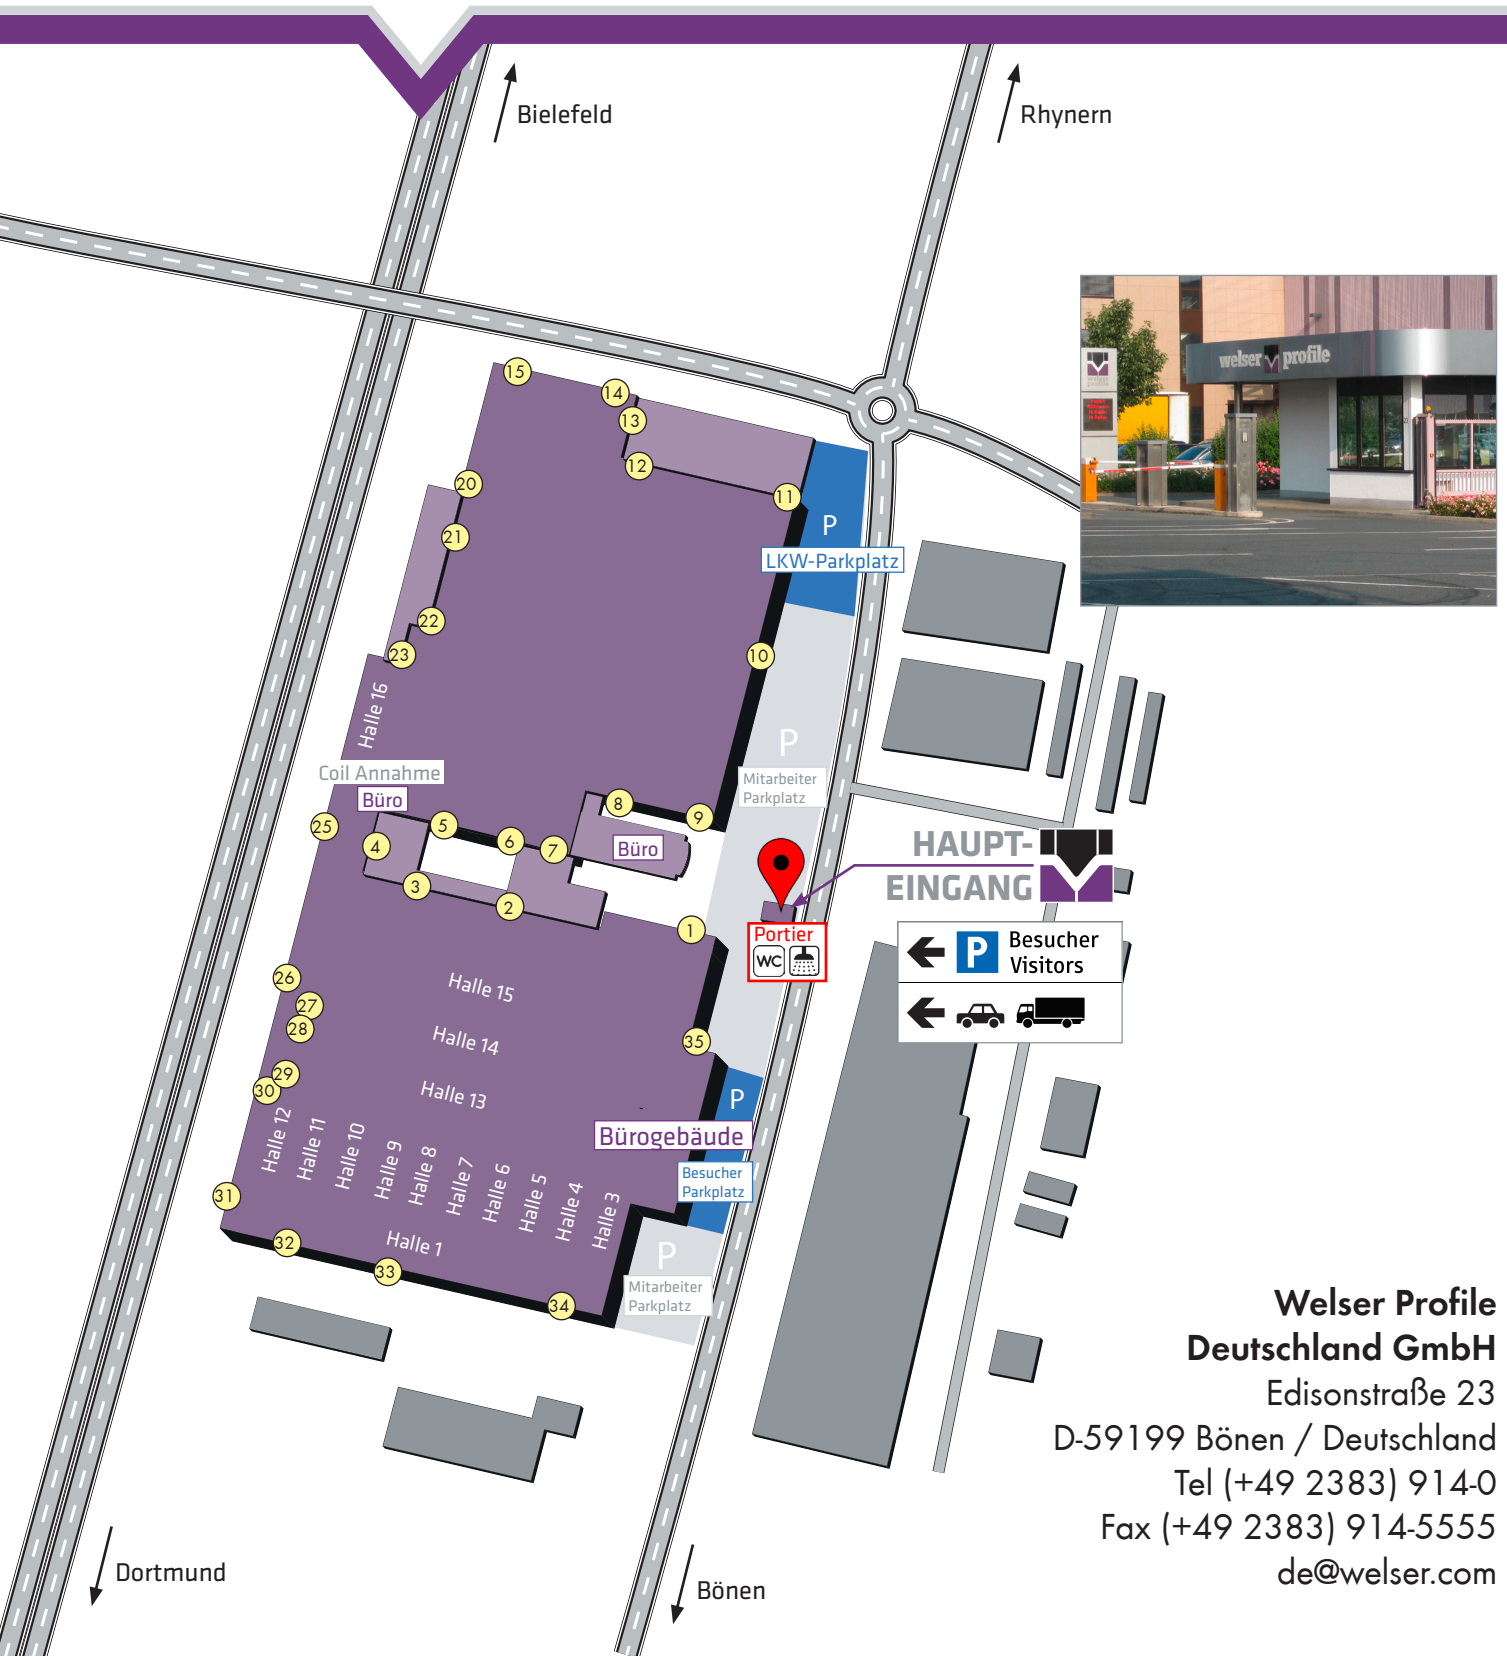 Bielefeld
Rhynern
welser profile
15
14
13
12
11
20
21
22
23
P
LKW-Parkplatz
10
Halle 16
P
Mitarbeiter
Parkplatz
Coil Annahme
Büro
25
5
4
6
7
8
9
Büro
3
2
1
HAUPT-
EINGANG
Portier
WC
P
Besucher
Visitors
26
27
28
29
30
31
32
33
34
35
Halle 15
Halle 14
Halle 13
Halle 12
Halle 11
Halle 10
Halle 9
Halle 8
Halle 7
Halle 6
Halle 5
Halle 4
Halle 3
Halle 1
P
Bürogebäude
Besucher
Parkplatz
P
Mitarbeiter
Parkplatz
Welser Profile
Deutschland GmbH
Edisonstraße 23
D-59199 Bönen / Deutschland
Tel (+49 2383) 914-0
Fax (+49 2383) 914-5555
de@welser.com
Dortmund
Bönen